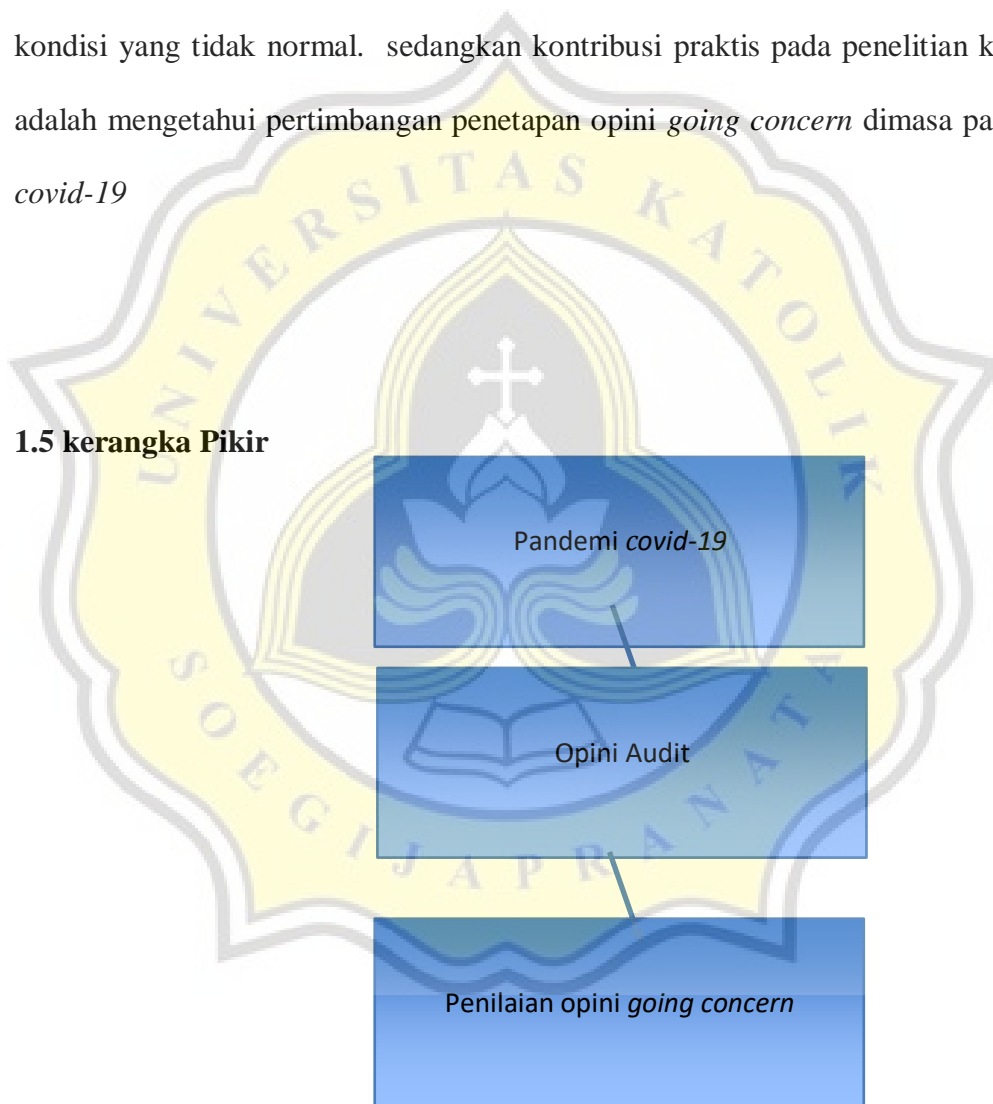 kondisi yang tidak normal. sedangkan kontribusi praktis pada penelitian
adalah mengetahui pertimbangan penetapan opini going concern dimasa
covid-19
UNIVERSITAS KATOLIK
1.5 kerangka Pikir
Pandemi covid-19
Opini Audit
SOEGIJAPRANATA
Penilaian opini going concern